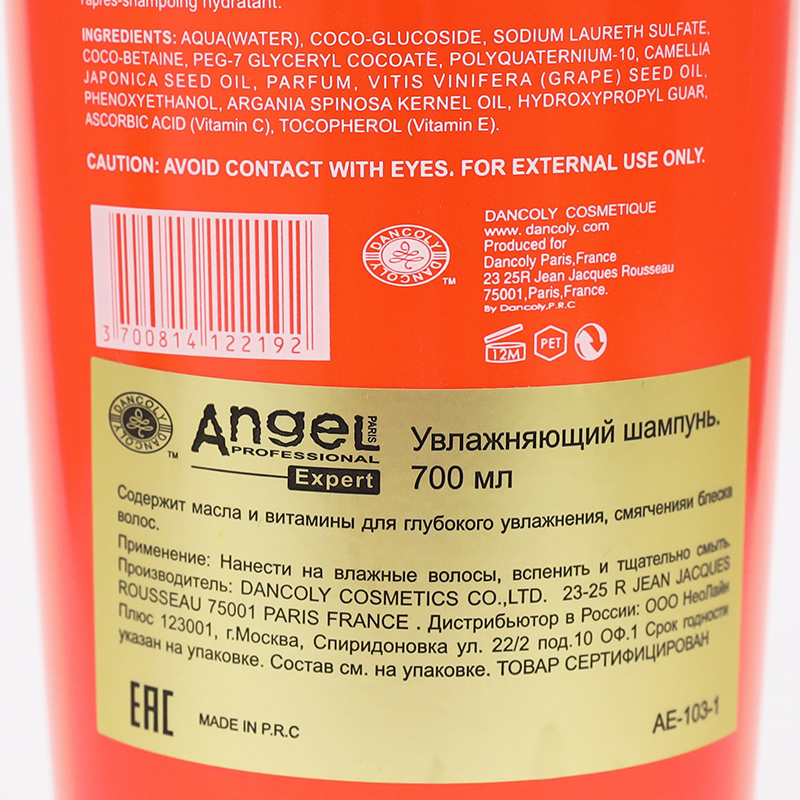 l'après-shampoing hydratant.
INGREDIENTS: AQUA(WATER), COCO-GLUCOSIDE, SODIUM LAURETH SULFATE,
COCO-BETAINE, PEG-7 GLYCERYL COCOATE, POLYQUATERNIUM-10, CAMELLIA
JAPONICA SEED OIL, PARFUM, VITIS VINIFERA (GRAPE) SEED OIL,
PHENOXYETHANOL, ARGANIA SPINOSA KERNEL OIL, HYDROXYPROPYL GUAR,
ASCORBIC ACID (Vitamin C), TOCOPHEROL (Vitamin E).
CAUTION: AVOID CONTACT WITH EYES. FOR EXTERNAL USE ONLY.
3 700814 122192
DANCOLY DANCOLY TM
DANCOLY COSMETIQUE
www. dancoly. com
Produced for
Dancoly Paris,France
23 25R Jean Jacques Rousseau
75001,Paris,France.
By Dancoly.P.R.C
12M PET
DANCOLY DANCOLY TM
Angel PARIS
PROFESSIONAL
Expert
Увлажняющий шампунь.
700 мл
Содержит масла и витамины для глубокого увлажнения, смягченияи блеска
волос.
Применение: Нанести на влажные волосы, вспенить и тщательно смыть.
Производитель: DANCOLY COSMETICS CO.,LTD. 23-25 R JEAN JACQUES
ROUSSEAU 75001 PARIS FRANCE . Дистрибьютор в России: ООО НеоЛайн
Плюс 123001, г.Москва, Спиридоновка ул. 22/2 под.10 ОФ.1 Срок годности
указан на упаковке. Состав см. на упаковке. ТОВАР СЕРТИФИЦИРОВАН
EAC
MADE IN P.R.C
AE-103-1